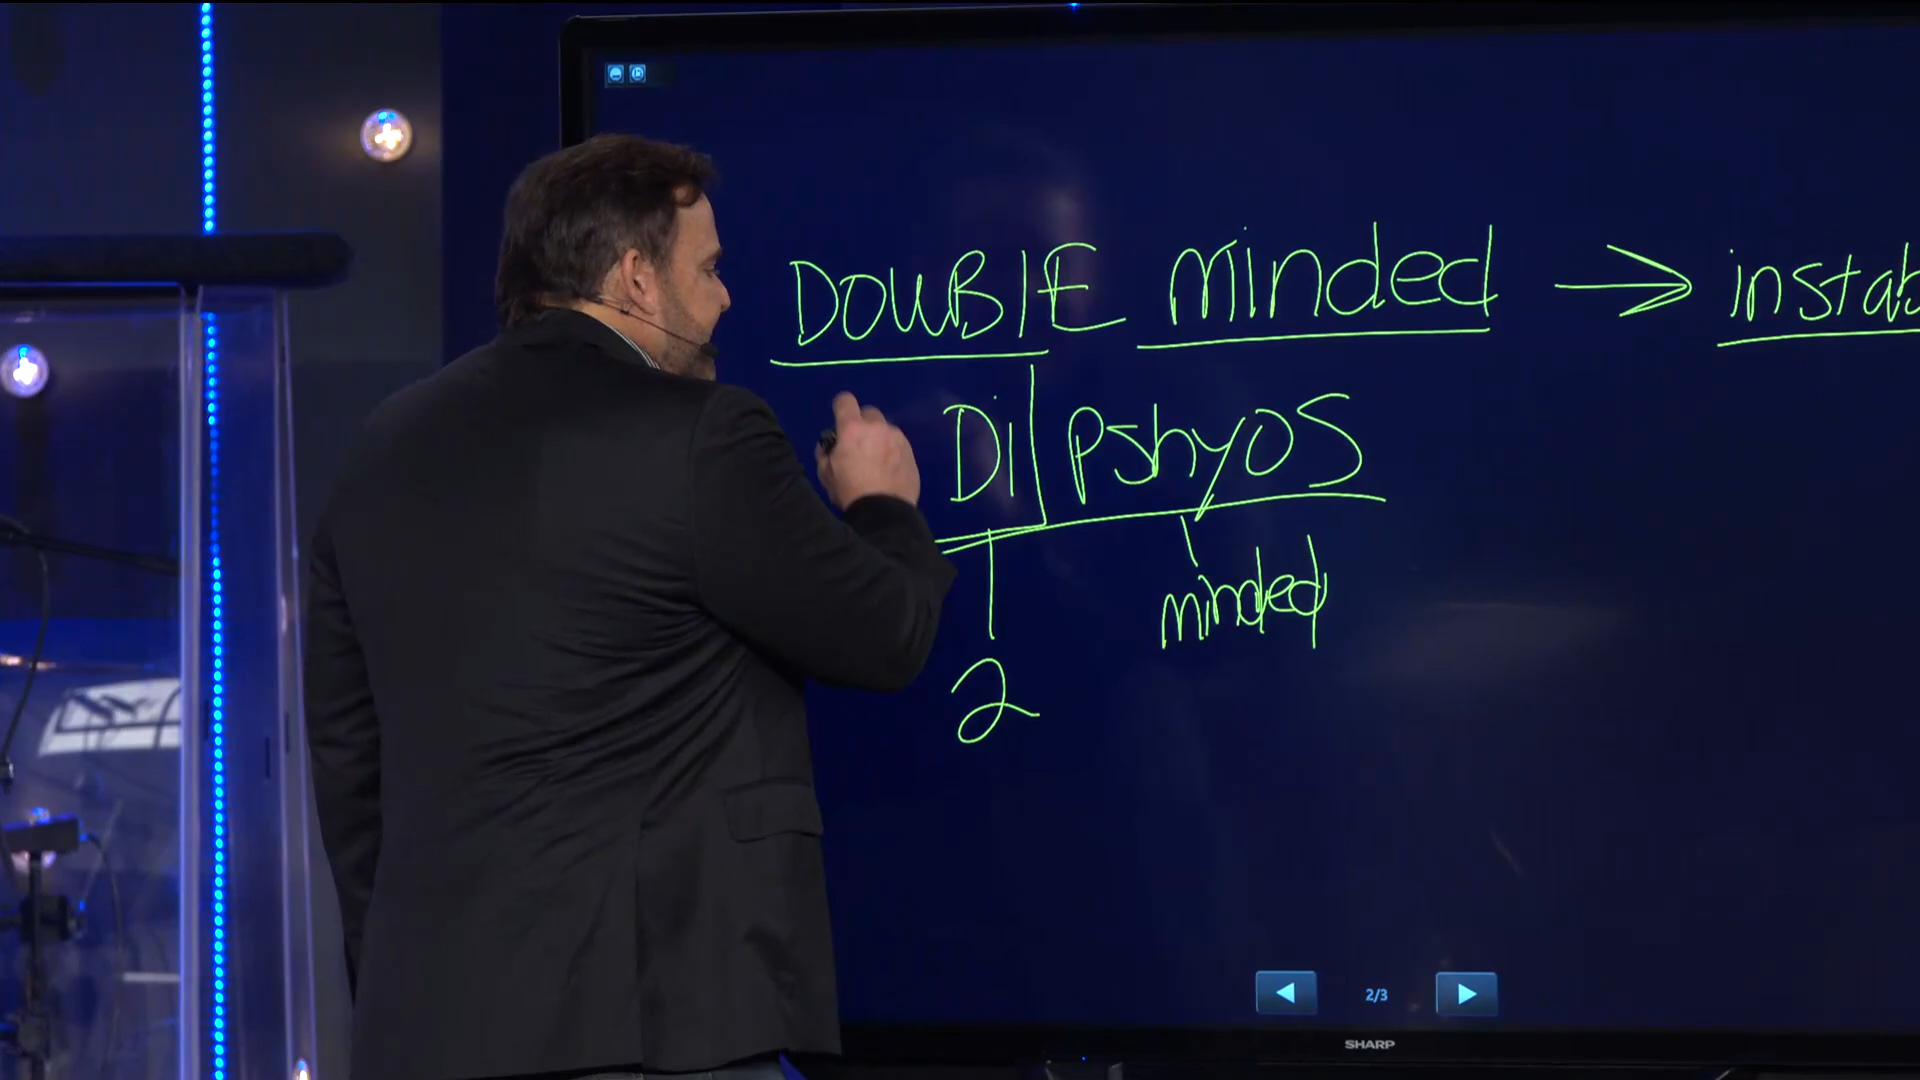 DOUBlE minded → instab
Di pshyos
minded
2
2/3
SHARP